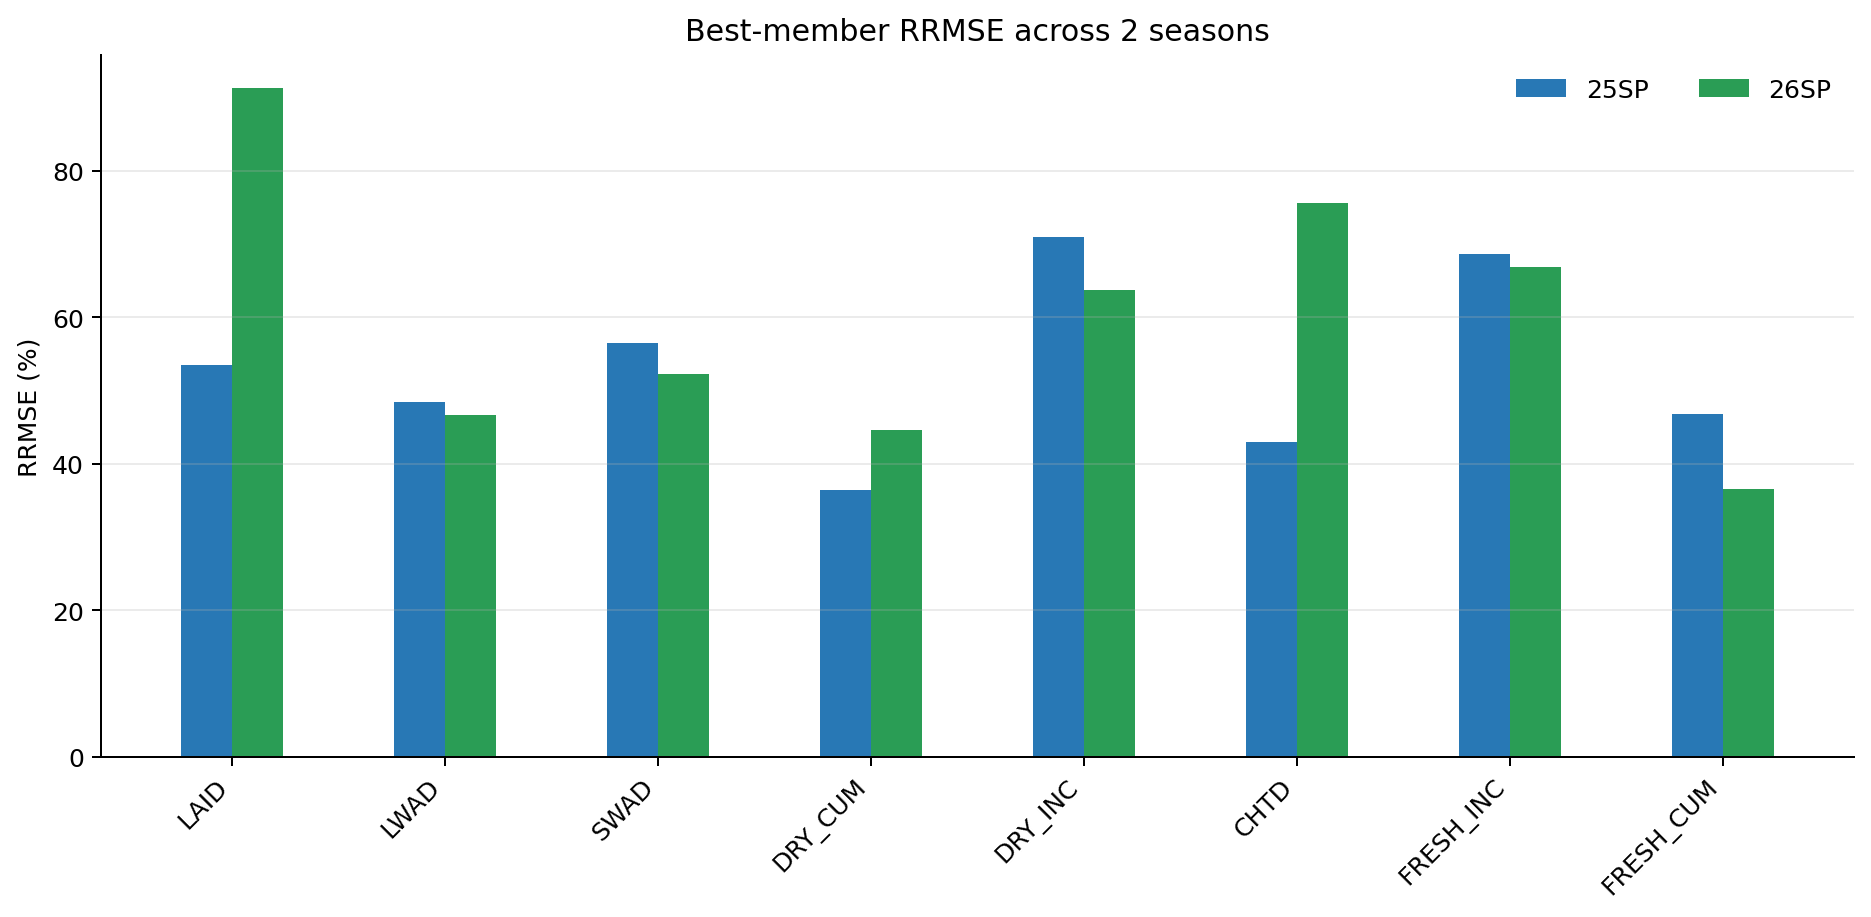 Best-member RRMSE across 2 seasons
25SP 26SP
RRMSE (%)
80
60
40
20
0
LAID
LWAD
SWAD
DRY_CUM
DRY_INC
CHTD
FRESH_INC
FRESH_CUM